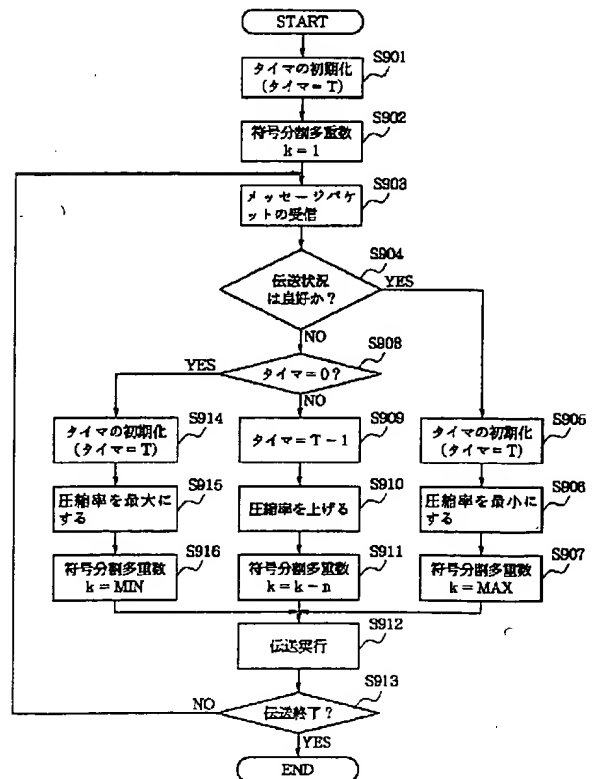 START
S901
タイマの初期化
(タイマ=T)
S902
符号分割多重数
k=1
S903
メッセージパケ
ットの受信
S904
伝送状況
は良好か?
YES
NO
S908
タイマ=0?
YES
NO
S914
タイマの初期化
(タイマ=T)
S909
タイマ=T-1
S905
タイマの初期化
(タイマ=T)
S915
圧縮率を最大に
する
S910
圧縮率を上げる
S906
圧縮率を最小に
する
S916
符号分割多重数
k=MIN
S911
符号分割多重数
k=k-n
S907
符号分割多重数
k=MAX
S912
伝送実行
S913
伝送終了?
NO
YES
END